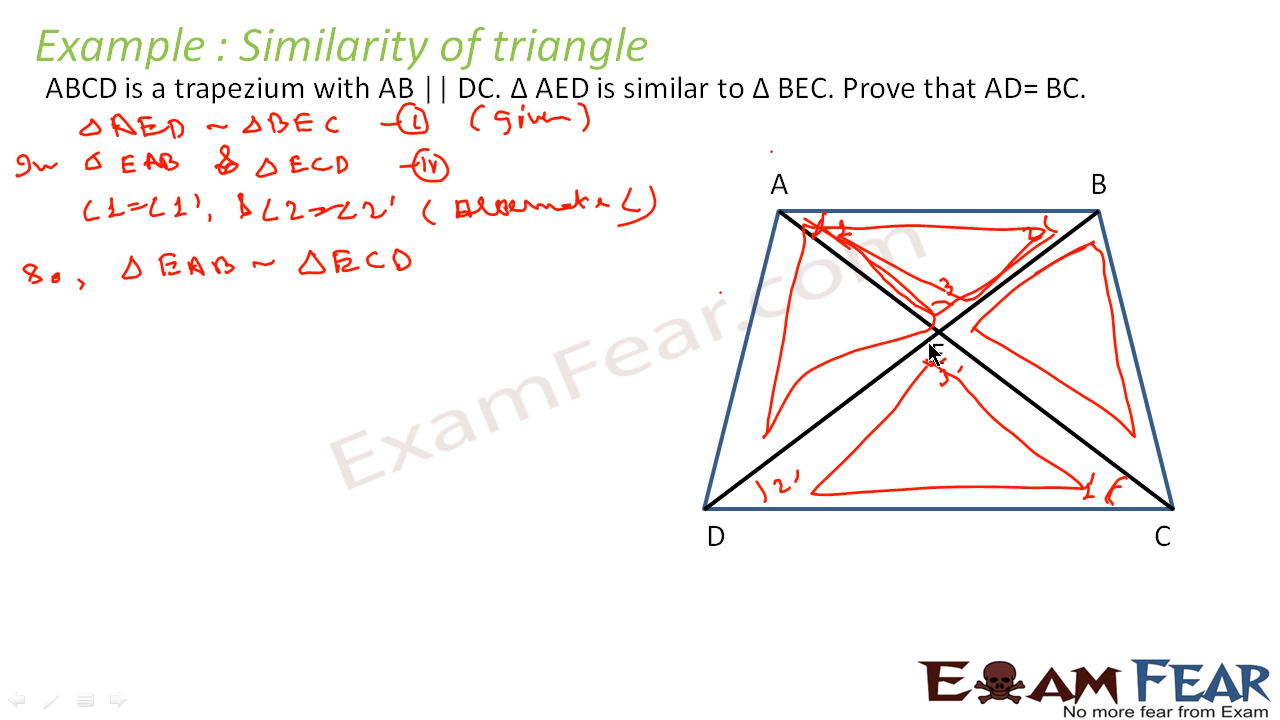 Example : Similarity of triangle
ABCD is a trapezium with AB || DC. Δ AED is similar to Δ BEC. Prove that AD= BC.
Δ AED ~ Δ BEC – (i) (given)
In Δ EAB & Δ ECD – (iv)
∠1=∠1', & ∠2=∠2' (Alternate ∠)
So, Δ EAB ~ Δ ECD
A
B
1
2
3
E
3'
2'
1'
D
C
ExamFear.com
EXAM FEAR
No more fear from Exam